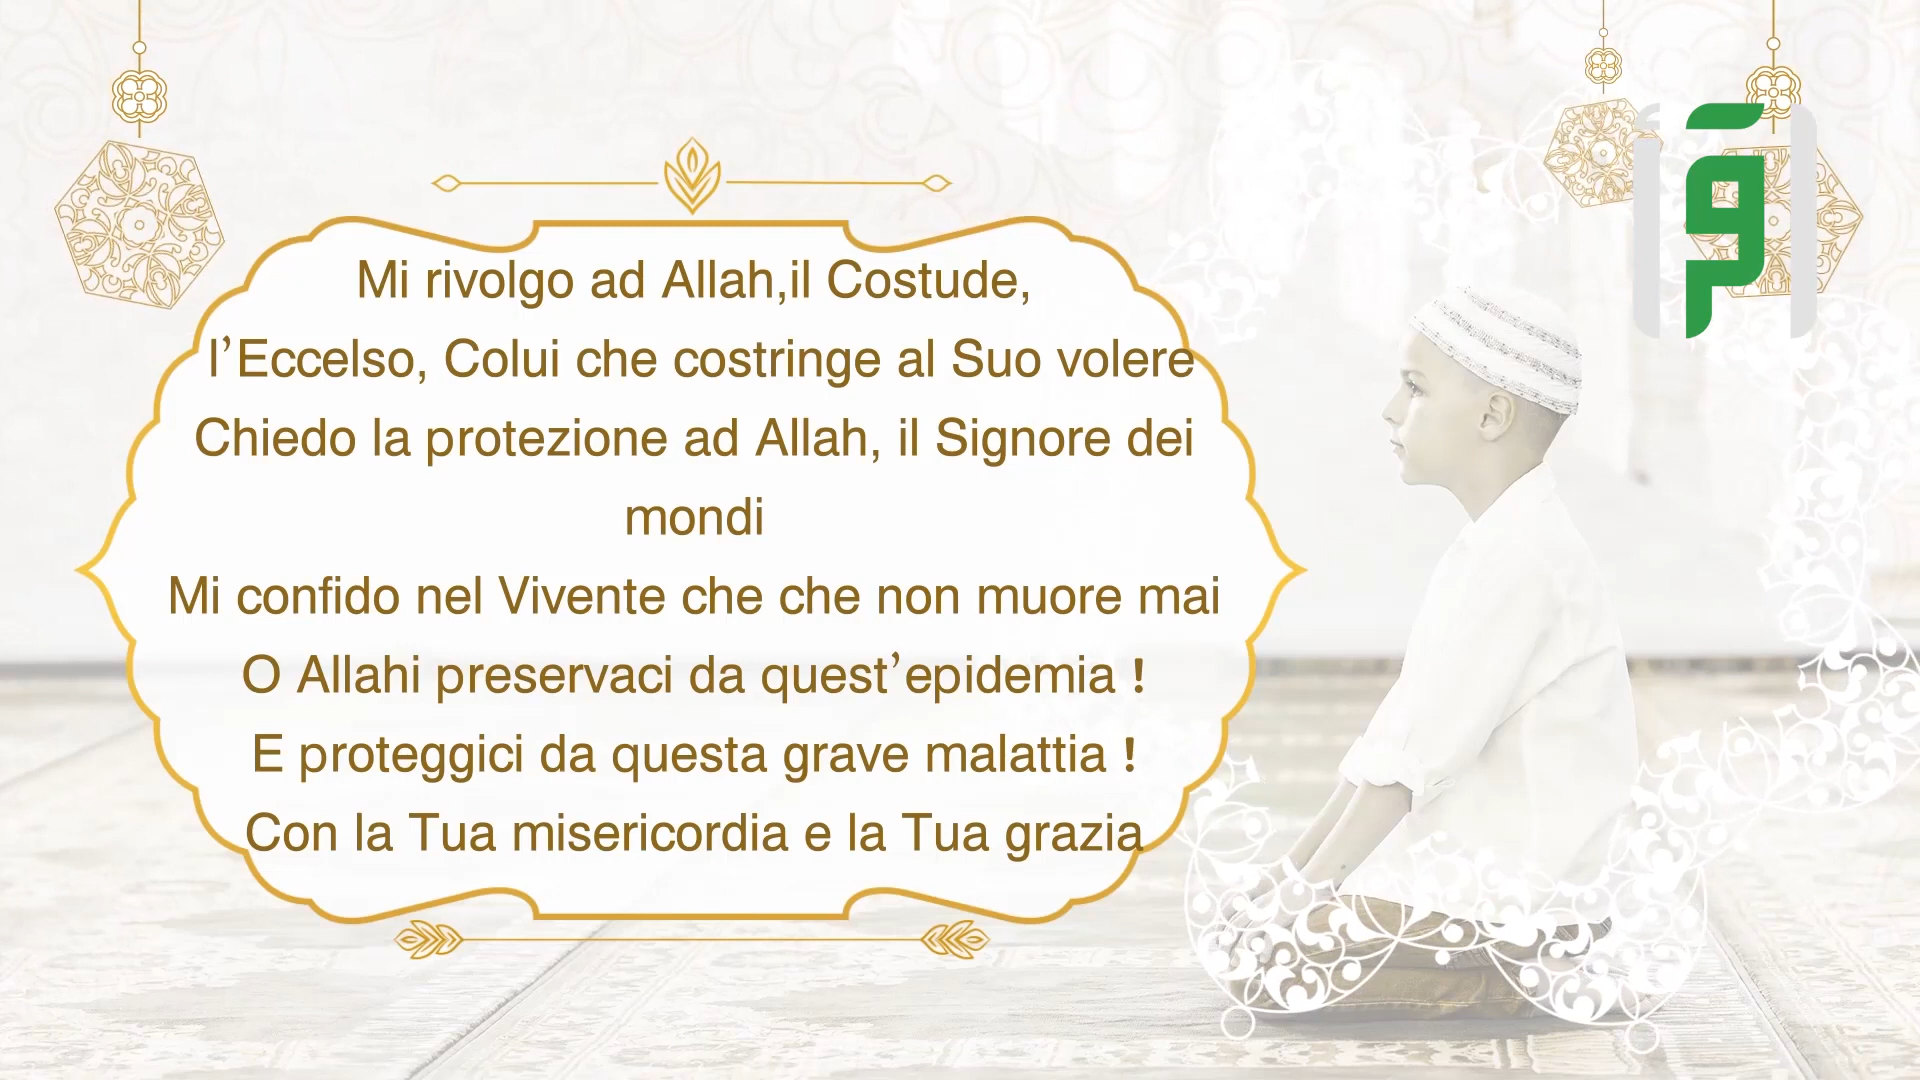 Mi rivolgo ad Allah,il Costude,
l’Eccelso, Colui che costringe al Suo volere
Chiedo la protezione ad Allah, il Signore dei
mondi
Mi confido nel Vivente che che non muore mai
O Allahi preservaci da quest’epidemia !
E proteggici da questa grave malattia !
Con la Tua misericordia e la Tua grazia
اقرأ